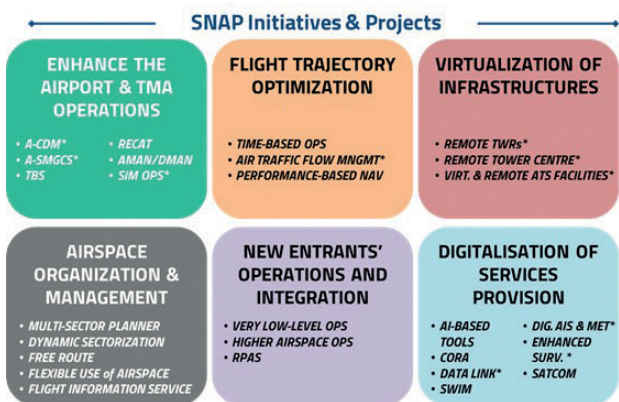 SNAP Initiatives & Projects
ENHANCE THE
AIRPORT & TMA
OPERATIONS
• A-CDM*
• A-SMGCS*
• TBS
• RECAT
• AMAN/DMAN
• SIM OPS*
FLIGHT TRAJECTORY
OPTIMIZATION
• TIME-BASED OPS
• AIR TRAFFIC FLOW MNGMT*
• PERFORMANCE-BASED NAV
VIRTUALIZATION OF
INFRASTRUCTURES
• REMOTE TWRs*
• REMOTE TOWER CENTRE*
• VIRT. & REMOTE ATS FACILITIES*
AIRSPACE
ORGANIZATION &
MANAGEMENT
• MULTI-SECTOR PLANNER
• DYNAMIC SECTORIZATION
• FREE ROUTE
• FLEXIBLE USE of AIRSPACE
• FLIGHT INFORMATION SERVICE
NEW ENTRANTS'
OPERATIONS AND
INTEGRATION
• VERY LOW-LEVEL OPS
• HIGHER AIRSPACE OPS
• RPAS
DIGITALISATION OF
SERVICES
PROVISION
• AI-BASED
TOOLS
• CORA
• DATA LINK*
• SWIM
• DIG. AIS & MET*
• ENHANCED
SURV. *
• SATCOM